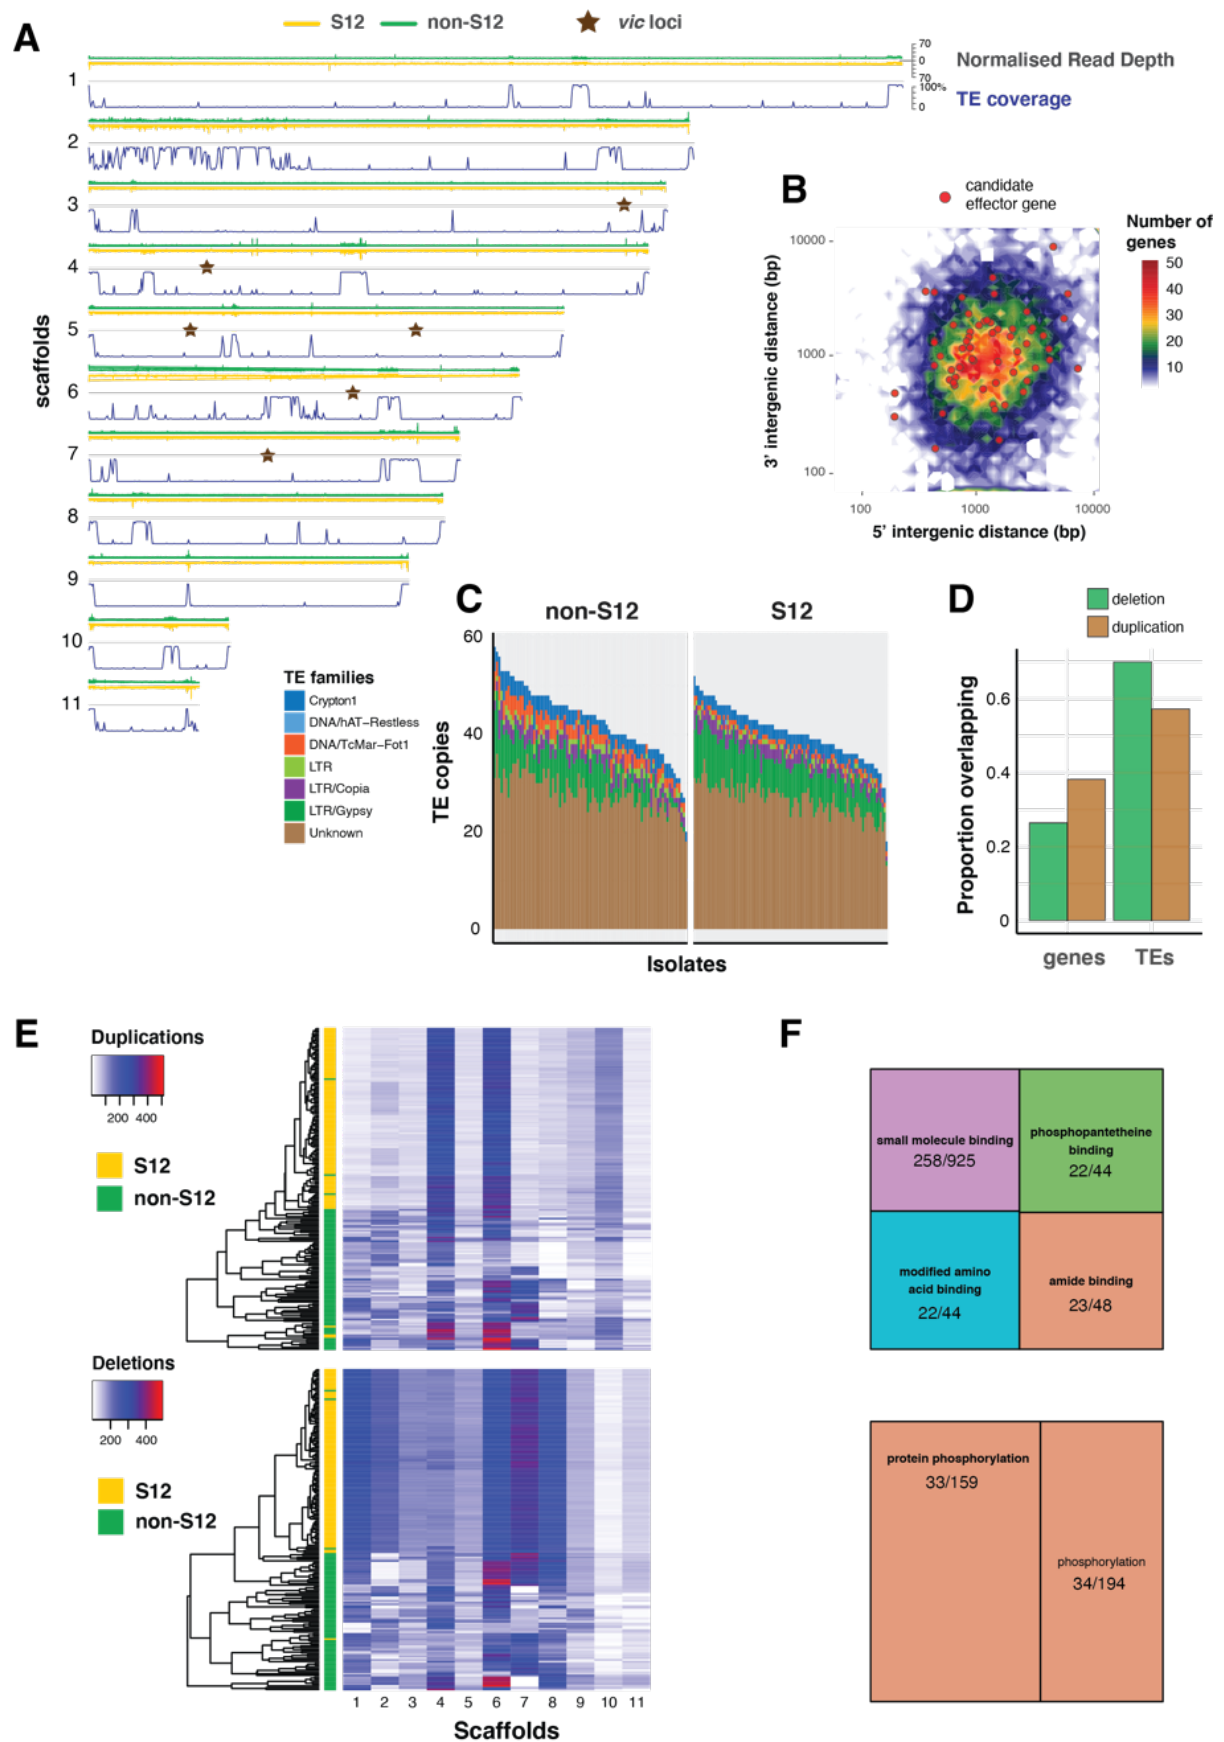 A
S12
non-S12
vic loci
70
0
70
100%
0
Normalised Read Depth
TE coverage
scaffolds
1
2
3
4
5
6
7
8
9
10
11
B
candidate
effector gene
Number of
genes
50
40
30
20
10
10000
1000
100
3' intergenic distance (bp)
100
1000
10000
5' intergenic distance (bp)
C
non-S12
S12
60
40
20
0
TE copies
Isolates
TE families
Crypton1
DNA/hAT−Restless
DNA/TcMar−Fot1
LTR
LTR/Copia
LTR/Gypsy
Unknown
D
deletion
duplication
0.6
0.4
0.2
0
Proportion overlapping
genes
TEs
E
Duplications
200
400
S12
non-S12
Deletions
200
400
S12
non-S12
1
2
3
4
5
6
7
8
9
10
11
Scaffolds
F
small molecule binding
258/925
phosphopantetheine
binding
22/44
modified amino
acid binding
22/44
amide binding
23/48
protein phosphorylation
33/159
phosphorylation
34/194